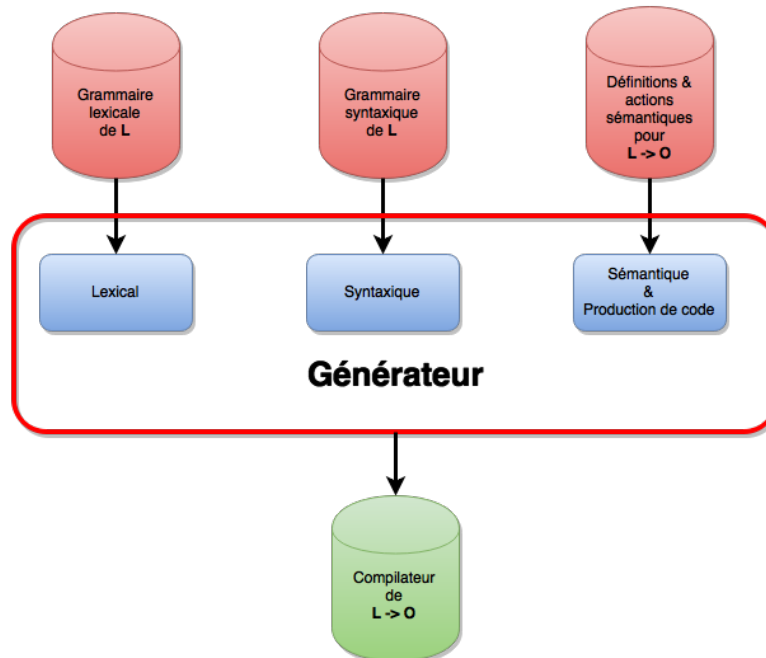 Grammaire
lexicale
de L
Grammaire
syntaxique
de L
Définitions &
actions
sémantiques
pour
L -> O
Lexical
Syntaxique
Sémantique
&
Production de code
Générateur
Compilateur
de
L -> O